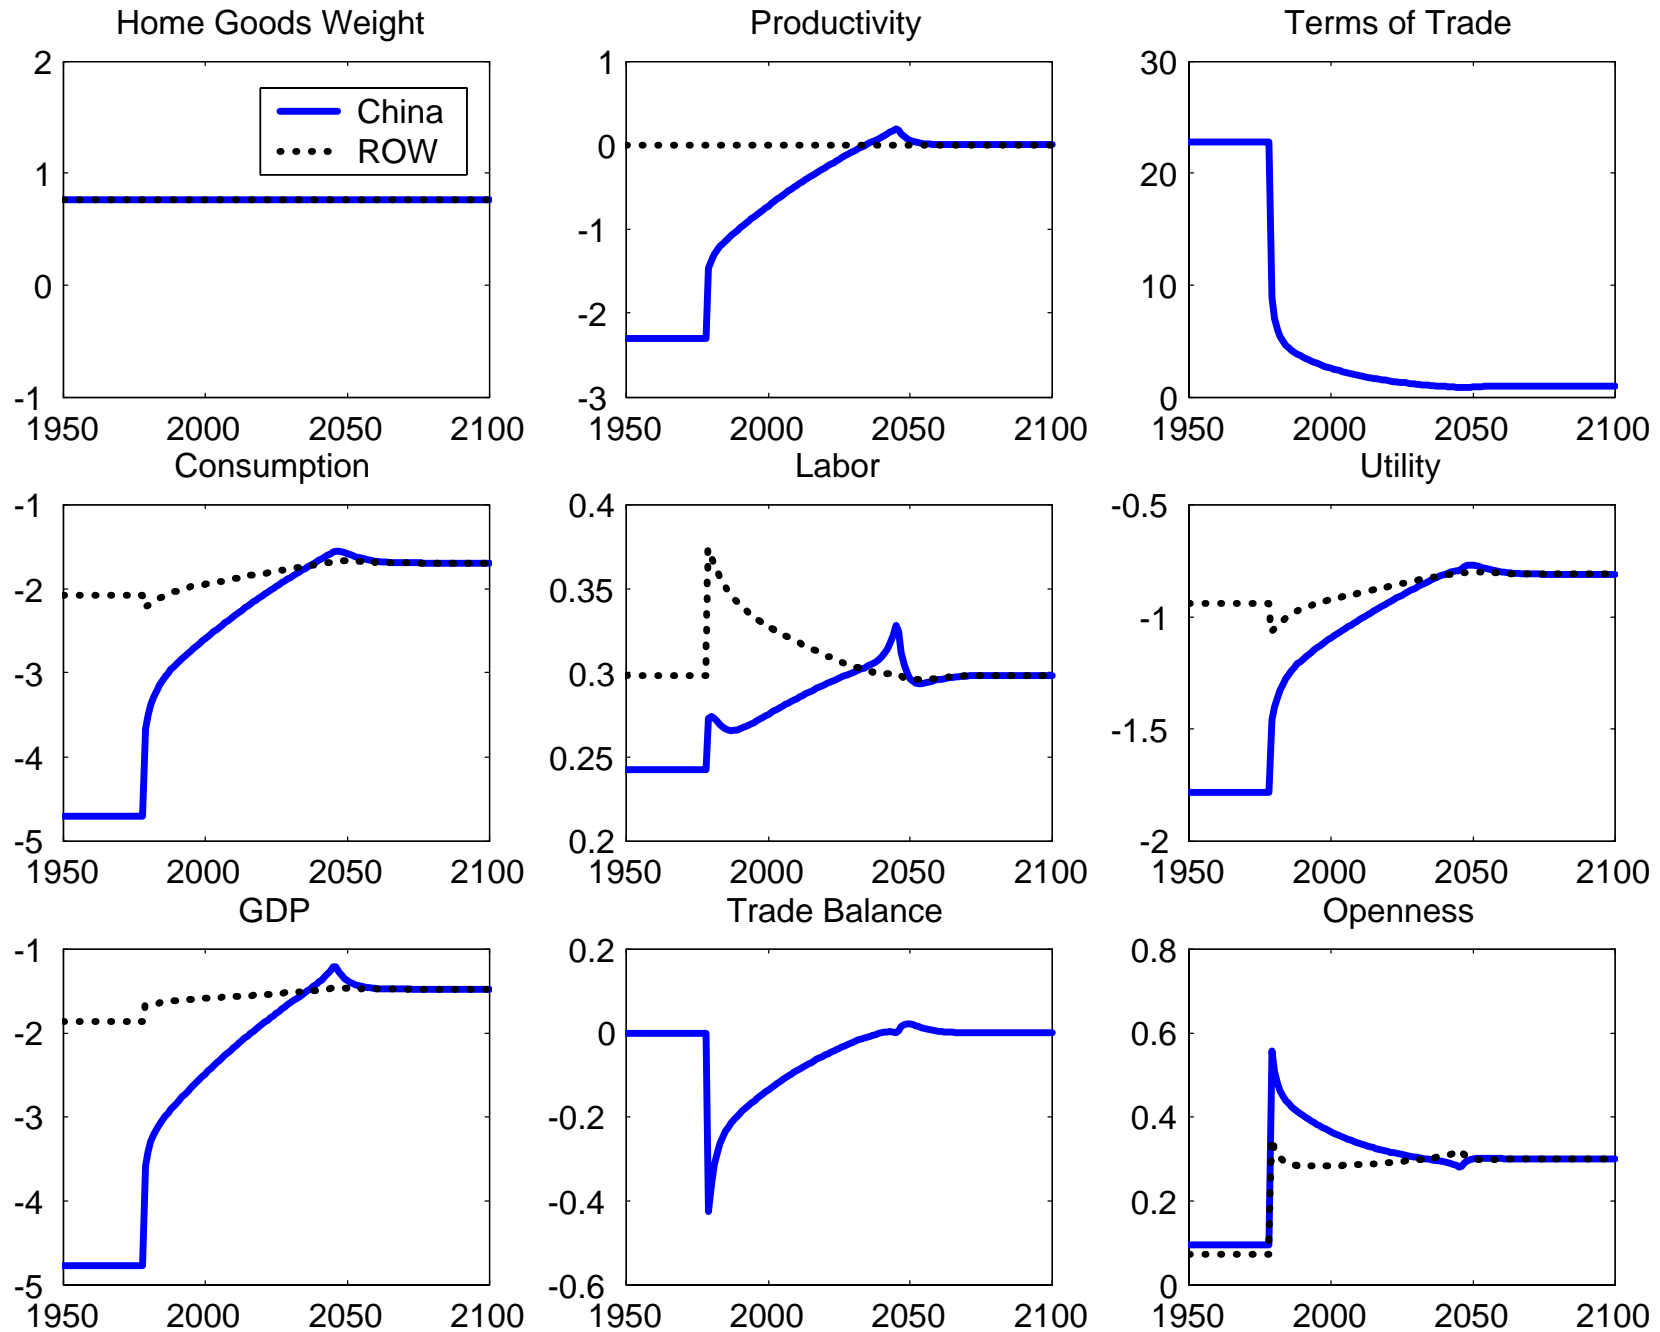 Home Goods Weight
2
1
0
-1
1950 2000 2050 2100
China
ROW
Productivity
1
0
-1
-2
-3
1950 2000 2050 2100
Terms of Trade
30
20
10
0
1950 2000 2050 2100
Consumption
-1
-2
-3
-4
-5
1950 2000 2050 2100
Labor
0.4
0.35
0.3
0.25
0.2
1950 2000 2050 2100
Utility
-0.5
-1
-1.5
-2
1950 2000 2050 2100
GDP
-1
-2
-3
-4
-5
1950 2000 2050 2100
Trade Balance
0.2
0
-0.2
-0.4
-0.6
1950 2000 2050 2100
Openness
0.8
0.6
0.4
0.2
0
1950 2000 2050 2100